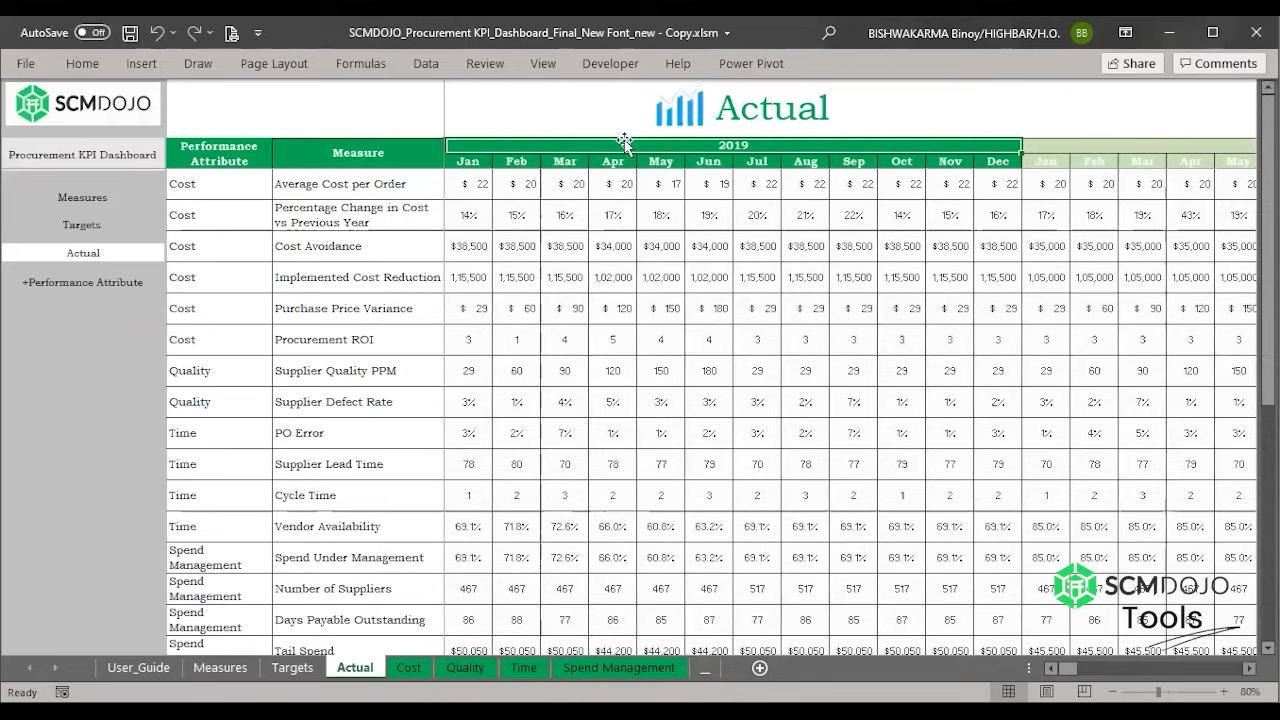 AutoSave Off SCMDOJO_Procurement KPI_Dashboard_Final_New Font_new - Copy.xlsm BISHWAKARMA Binoy/HIGHBAR/H.O. BB
File Home Insert Draw Page Layout Formulas Data Review View Developer Help Power Pivot Share Comments
SCMDOJO
Actual
Procurement KPI Dashboard
Measures
Targets
Actual
+Performance Attribute
Performance Attribute Measure 2019
Jan Feb Mar Apr May Jun Jul Aug Sep Oct Nov Dec Jan Feb Mar Apr May
Cost Average Cost per Order $ 22 $ 20 $ 20 $ 20 $ 17 $ 19 $ 22 $ 22 $ 22 $ 22 $ 22 $ 22 $ 20 $ 20 $ 20 $ 20 $ 20
Cost Percentage Change in Cost vs Previous Year 14% 15% 16% 17% 18% 19% 20% 21% 22% 14% 15% 16% 17% 18% 19% 43% 19%
Cost Cost Avoidance $38,500 $38,500 $38,500 $34,000 $34,000 $34,000 $38,500 $38,500 $38,500 $38,500 $38,500 $38,500 $35,000 $35,000 $35,000 $35,000 $35,000
Cost Implemented Cost Reduction 1,15,500 1,15,500 1,15,500 1,02,000 1,02,000 1,02,000 1,15,500 1,15,500 1,15,500 1,15,500 1,15,500 1,15,500 1,05,000 1,05,000 1,05,000 1,05,000 1,05,000
Cost Purchase Price Variance $ 29 $ 60 $ 90 $ 120 $ 150 $ 180 $ 29 $ 29 $ 29 $ 29 $ 29 $ 29 $ 29 $ 60 $ 90 $ 120 $ 150
Cost Procurement ROI 3 1 4 5 4 4 3 3 3 3 3 3 3 3 3 3 3
Quality Supplier Quality PPM 29 60 90 120 150 180 29 29 29 29 29 29 29 60 90 120 150
Quality Supplier Defect Rate 3% 1% 4% 5% 3% 3% 3% 2% 7% 1% 1% 2% 3% 2% 7% 1% 1%
Time PO Error 3% 2% 7% 1% 1% 2% 3% 2% 7% 1% 1% 3% 1% 4% 5% 3% 3%
Time Supplier Lead Time 78 80 70 78 77 79 70 78 77 79 77 79 70 78 77 79 70
Time Cycle Time 1 2 3 2 2 3 2 3 2 1 2 2 1 2 3 2 2
Time Vendor Availability 69.1% 71.8% 72.6% 66.0% 60.8% 63.2% 69.1% 69.1% 69.1% 69.1% 69.1% 69.1% 85.0% 85.0% 85.0% 85.0% 85.0%
Spend Management Spend Under Management 69.1% 71.8% 72.6% 66.0% 60.8% 63.2% 69.1% 69.1% 69.1% 69.1% 69.1% 69.1% 85.0% 85.0% 85.0% 85.0% 85.0%
Spend Management Number of Suppliers 467 467 467 467 467 467 517 517 517 517 517 517 467
Spend Management Days Payable Outstanding 86 88 77 86 85 87 77 86 85 87 86 85 87 77 86 77
Spend Tail Spend $50,050 $50,050 $50,050 $44,200 $44,200 $44,200 $50,050 $50,050 $50,050 $50,050 $50,050 $50,050 $45,500 $45,500 $45,500 $45,500 $45,500
SCMDOJO
Tools
User_Guide Measures Targets Actual Cost Quality Time Spend Management
Ready 80%